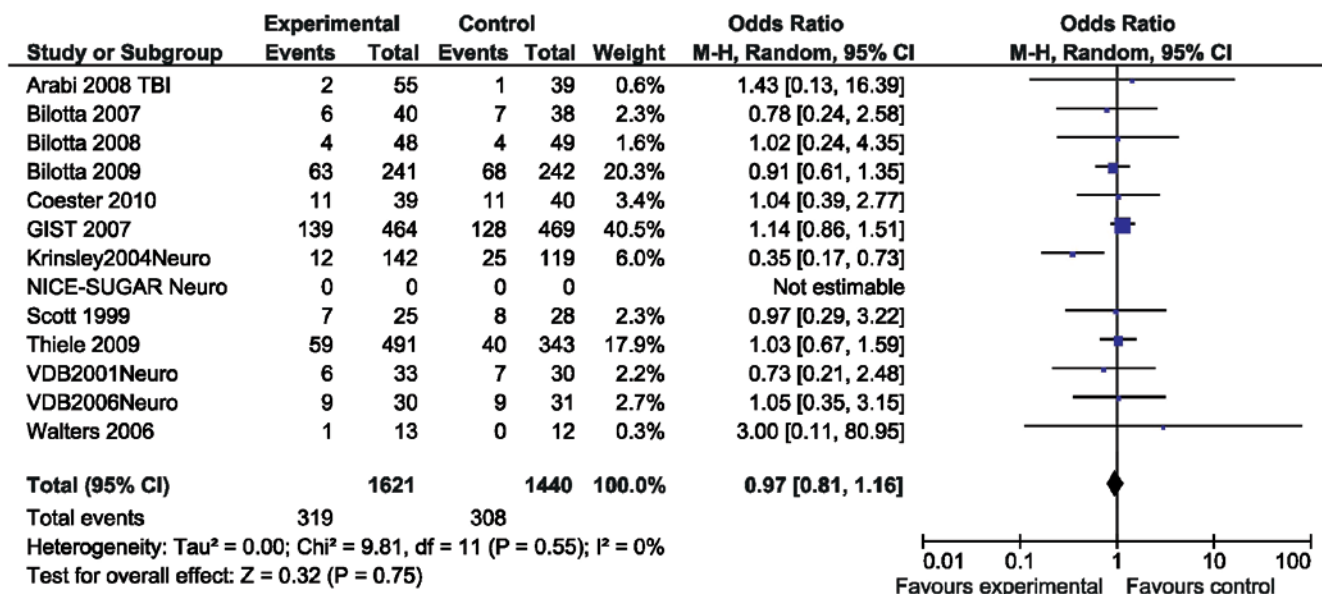 Experimental Control Odds Ratio Odds Ratio
Study or Subgroup Events Total Events Total Weight M-H, Random, 95% CI M-H, Random, 95% CI
Arabi 2008 TBI 2 55 1 39 0.6% 1.43 [0.13, 16.39]
Bilotta 2007 6 40 7 38 2.3% 0.78 [0.24, 2.58]
Bilotta 2008 4 48 4 49 1.6% 1.02 [0.24, 4.35]
Bilotta 2009 63 241 68 242 20.3% 0.91 [0.61, 1.35]
Coester 2010 11 39 11 40 3.4% 1.04 [0.39, 2.77]
GIST 2007 139 464 128 469 40.5% 1.14 [0.86, 1.51]
Krinsley2004Neuro 12 142 25 119 6.0% 0.35 [0.17, 0.73]
NICE-SUGAR Neuro 0 0 0 0 Not estimable
Scott 1999 7 25 8 28 2.3% 0.97 [0.29, 3.22]
Thiele 2009 59 491 40 343 17.9% 1.03 [0.67, 1.59]
VDB2001Neuro 6 33 7 30 2.2% 0.73 [0.21, 2.48]
VDB2006Neuro 9 30 9 31 2.7% 1.05 [0.35, 3.15]
Walters 2006 1 13 0 12 0.3% 3.00 [0.11, 80.95]
Total (95% CI) 1621 1440 100.0% 0.97 [0.81, 1.16]
Total events 319 308
Heterogeneity: Tau² = 0.00; Chi² = 9.81, df = 11 (P = 0.55); I² = 0%
Test for overall effect: Z = 0.32 (P = 0.75)
0.01 0.1 1 10 100
Favours experimental Favours control